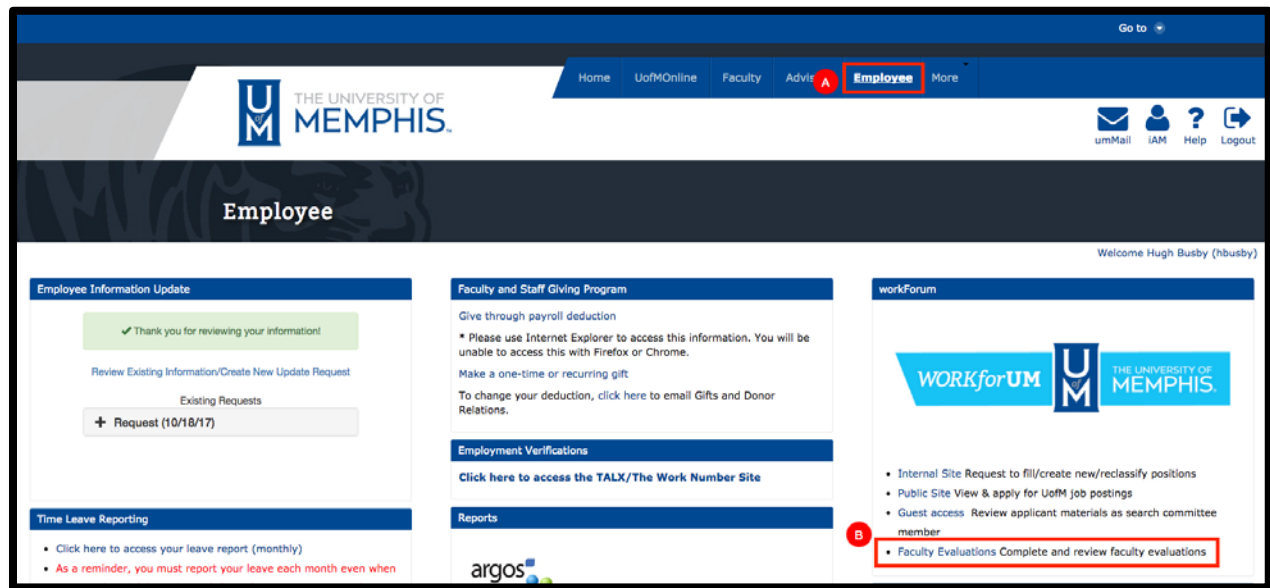 Go to
Home UofMOnline Faculty Advis A Employee More
UofM
THE UNIVERSITY OF
MEMPHIS.
umMail iAM Help Logout
Employee
Welcome Hugh Busby (hbusby)
Employee Information Update
Thank you for reviewing your information!
Review Existing Information/Create New Update Request
Existing Requests
Request (10/18/17)
Time Leave Reporting
• Click here to access your leave report (monthly)
• As a reminder, you must report your leave each month even when
Faculty and Staff Giving Program
Give through payroll deduction
* Please use Internet Explorer to access this information. You will be
unable to access this with Firefox or Chrome.
Make a one-time or recurring gift
To change your deduction, click here to email Gifts and Donor
Relations.
Employment Verifications
Click here to access the TALX/The Work Number Site
Reports
argos
workForum
WORKforUM
UofM
THE UNIVERSITY OF
MEMPHIS.
• Internal Site Request to fill/create new/reclassify positions
• Public Site View & apply for UofM job postings
• Guest access Review applicant materials as search committee
member
B
• Faculty Evaluations Complete and review faculty evaluations